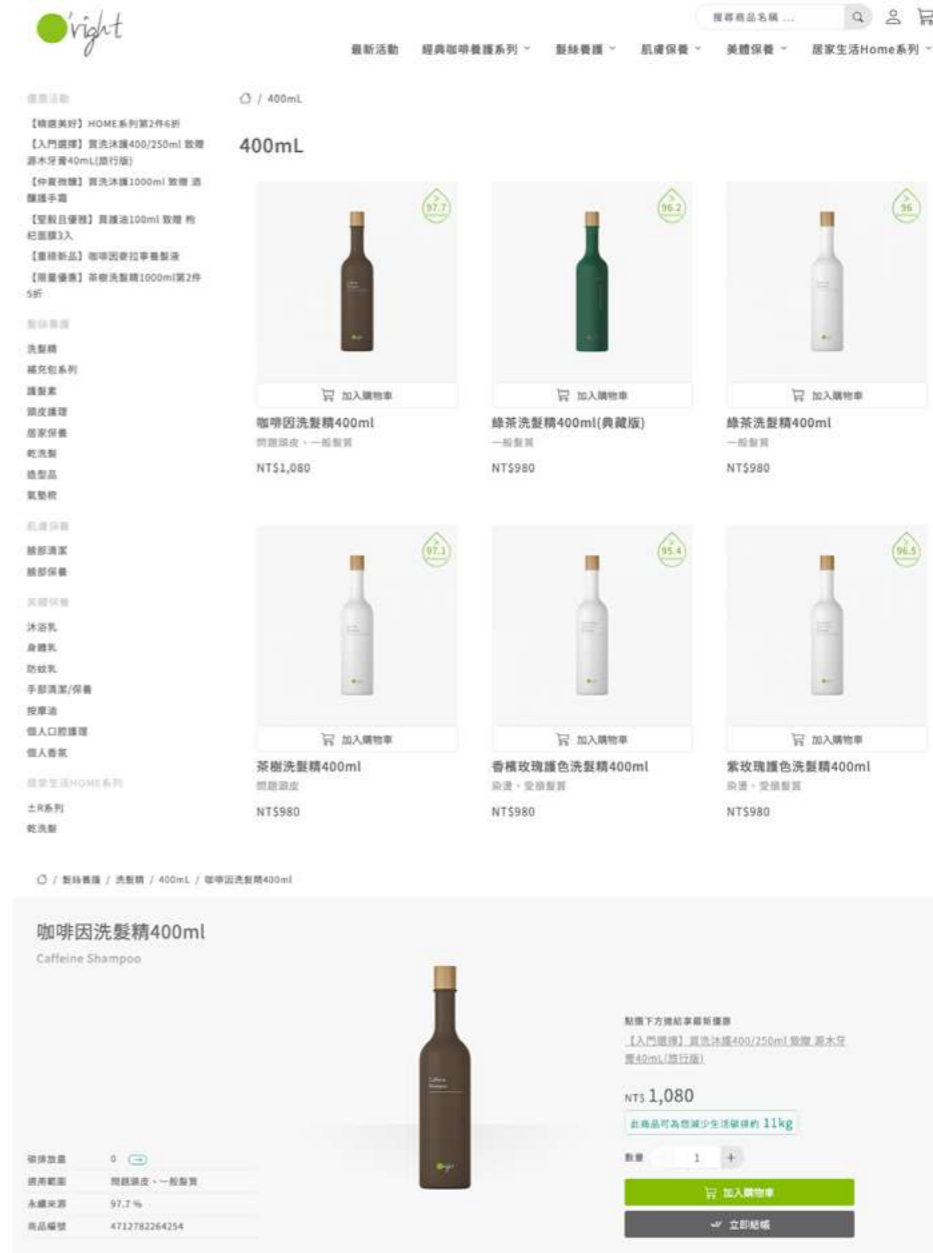 O'right
搜尋商品名稱 ...
最新活動 經典咖啡養護系列 髮絲養護 肌膚保養 美體保養 居家生活Home系列
優惠活動
【精選美好】HOME系列第2件6折
【入門選擇】買洗沐護400/250ml 致贈
源木牙膏40mL(旅行版)
【仲夏微醺】買洗沐護1000ml 致贈 酒
釀護手霜
【堅毅且優雅】買護油100ml 致贈 枸
杞面膜3入
【重磅新品】咖啡因麥拉寧養髮液
【限量優惠】茶樹洗髮精1000ml第2件
5折
髮絲養護
洗髮精
補充包系列
護髮素
頭皮護理
居家保養
乾洗髮
造型品
氣墊梳
肌膚保養
臉部清潔
臉部保養
美體保養
沐浴乳
身體乳
防蚊乳
手部清潔/保養
按摩油
個人口腔護理
個人香氛
居家生活HOME系列
土R系列
乾洗髮
/ 400mL
400mL
97.7
96.2
96
加入購物車
加入購物車
加入購物車
咖啡因洗髮精400ml
綠茶洗髮精400ml(典藏版)
綠茶洗髮精400ml
問題頭皮、一般髮質
一般髮質
一般髮質
NT$1,080
NT$980
NT$980
97.1
95.4
96.5
加入購物車
加入購物車
加入購物車
茶樹洗髮精400ml
香檳玫瑰護色洗髮精400ml
紫玫瑰護色洗髮精400ml
問題頭皮
染燙、受損髮質
染燙、受損髮質
NT$980
NT$980
NT$980
/ 髮絲養護 / 洗髮精 / 400mL / 咖啡因洗髮精400ml
咖啡因洗髮精400ml
Caffeine Shampoo
Caffeine
Shampoo
O'right
碳排放量 0
適用範圍 問題頭皮、一般髮質
永續來源 97.7 %
商品編號 4712782264254
點選下方連結享最新優惠
【入門選擇】買洗沐護400/250ml 致贈 源木牙
膏40mL(旅行版)
NT$ 1,080
此商品可為您減少生活碳排約 11kg
數量 1 +
加入購物車
立即結帳